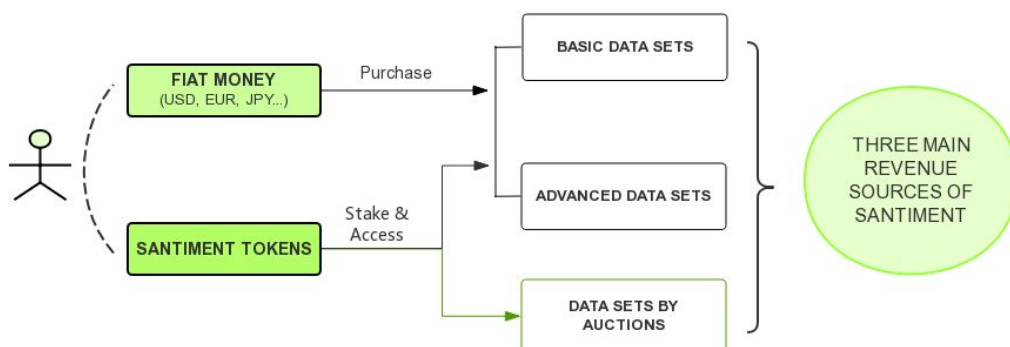 FIAT MONEY
(USD, EUR, JPY...)
Purchase
SANTIMENT TOKENS
Stake &
Access
BASIC DATA SETS
ADVANCED DATA SETS
DATA SETS BY
AUCTIONS
THREE MAIN
REVENUE
SOURCES OF
SANTIMENT